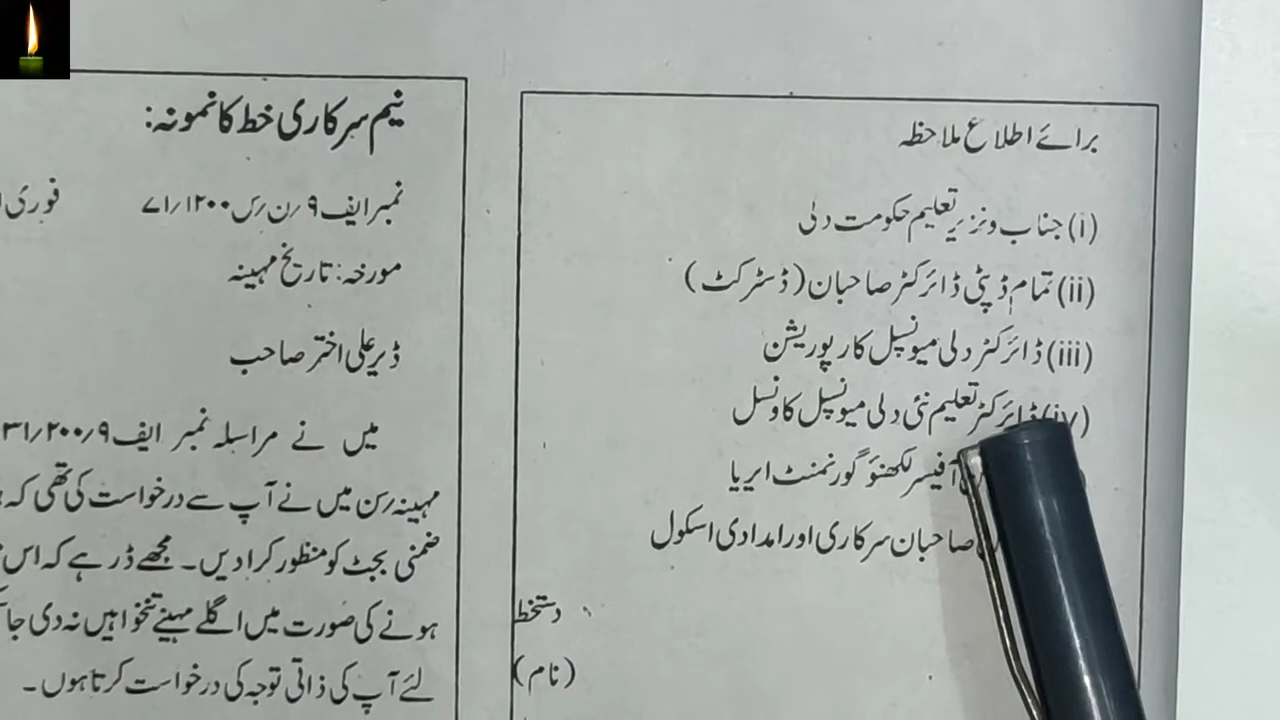 برائے اطلاع ملاحظہ
(i) جناب وزیر تعلیم حکومت دلی
(ii) تمام ڈپٹی ڈائرکٹر صاحبان (ڈسٹرکٹ)
(iii) ڈائرکٹر دلی میونسپل کارپوریشن
(iv) ڈائرکٹر تعلیم نئی دلی میونسپل کاونسل
آفیسر لکھنؤ گورنمنٹ ایریا
صاحبان سرکاری اور امدادی اسکول
دستخط
(نام)
نیم سرکاری خط کا نمونہ:
نمبر ایف ۹/ن/س ۱۲۰۰/۷۱ فوری
مورخہ: تاریخ مہینہ
ڈیر علی اختر صاحب
میں نے مراسلہ نمبر ایف ۲۰۰/۹/۳۱
مہینہ/سن میں نے آپ سے درخواست کی تھی کہ
ضمنی بجٹ کو منظور کرا دیں۔ مجھے ڈر ہے کہ اس
ہونے کی صورت میں اگلے مہینے تنخواہیں نہ دی جا
لئے آپ کی ذاتی توجہ کی درخواست کرتا ہوں۔